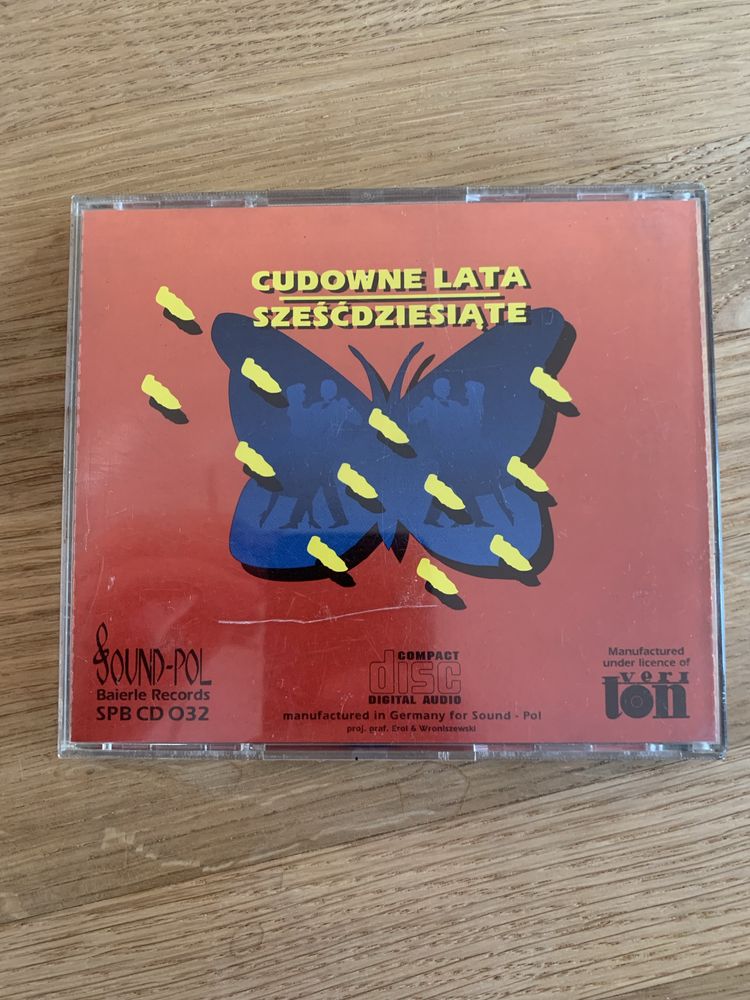 CUDOWNE LATA
SZEŚĆDZIESIĄTE
SOUND-POL
Baierle Records
SPB CD 032
COMPACT
disc
DIGITAL AUDIO
manufactured in Germany for Sound - Pol
proj. graf. Erol & Wroniszewski
Manufactured
under licence of
veri
ton